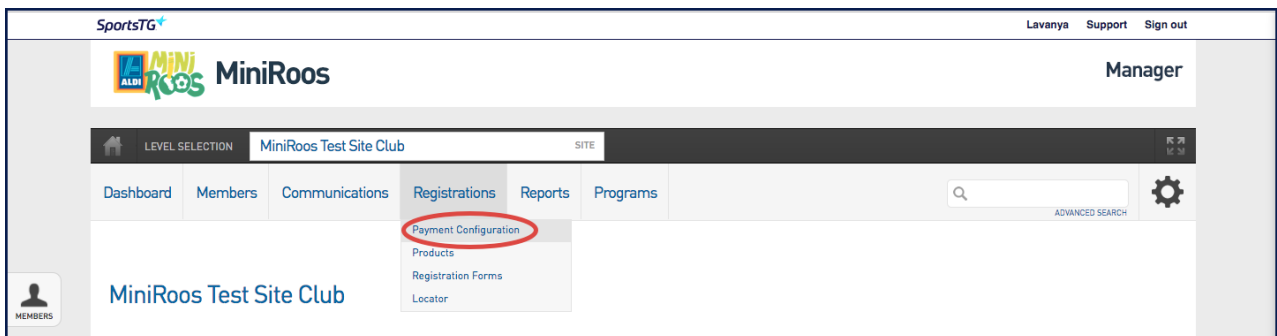 SportsTG
Lavanya Support Sign out
ALDI MiNi ROOS MiniRoos
Manager
LEVEL SELECTION MiniRoos Test Site Club SITE
Dashboard Members Communications Registrations Reports Programs
ADVANCED SEARCH
Payment Configuration
Products
Registration Forms
Locator
MiniRoos Test Site Club
MEMBERS